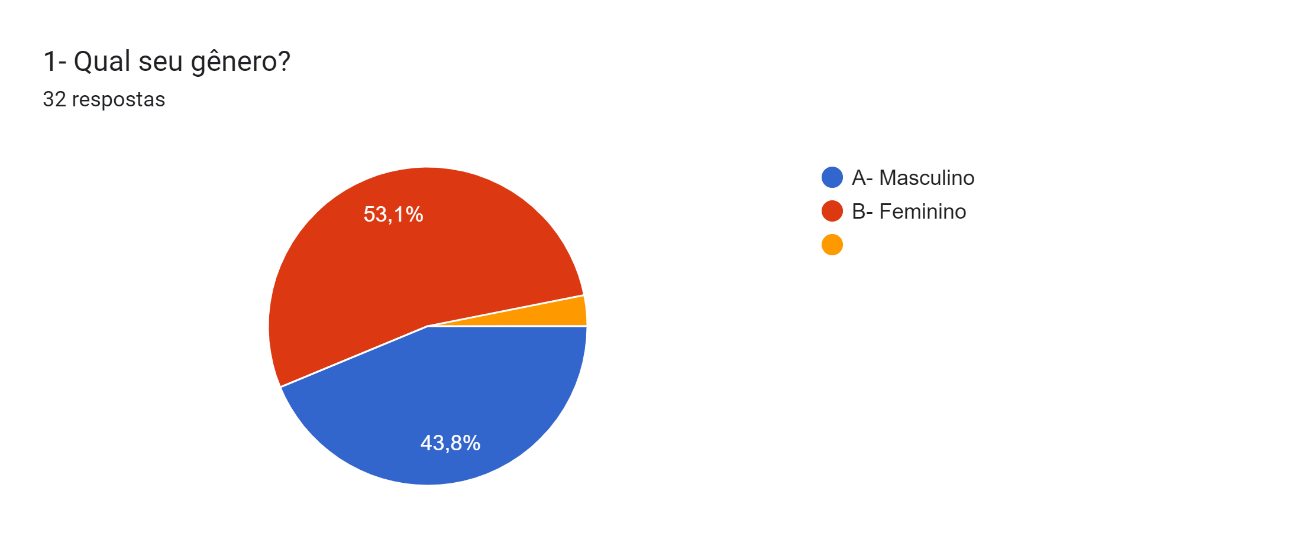 1- Qual seu gênero?
32 respostas
53,1%
43,8%
A- Masculino
B- Feminino